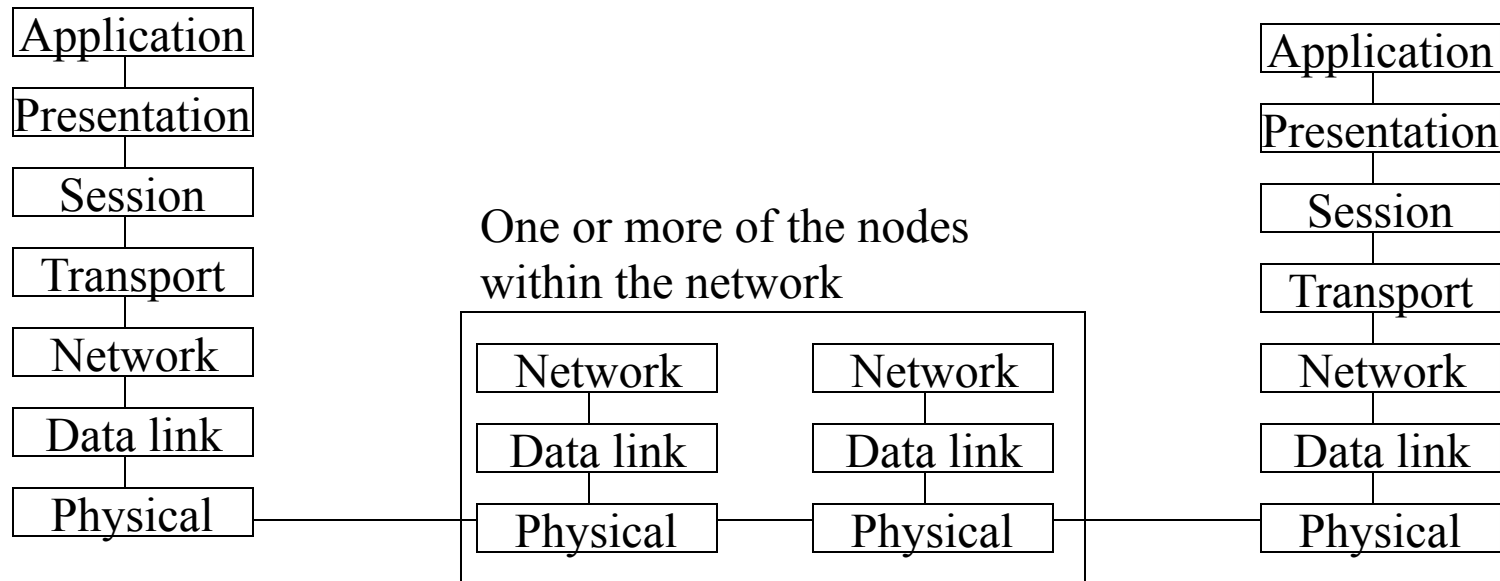 Application
Presentation
Session
Transport
Network
Data link
Physical
One or more of the nodes
within the network
Network
Data link
Physical
Network
Data link
Physical
Application
Presentation
Session
Transport
Network
Data link
Physical